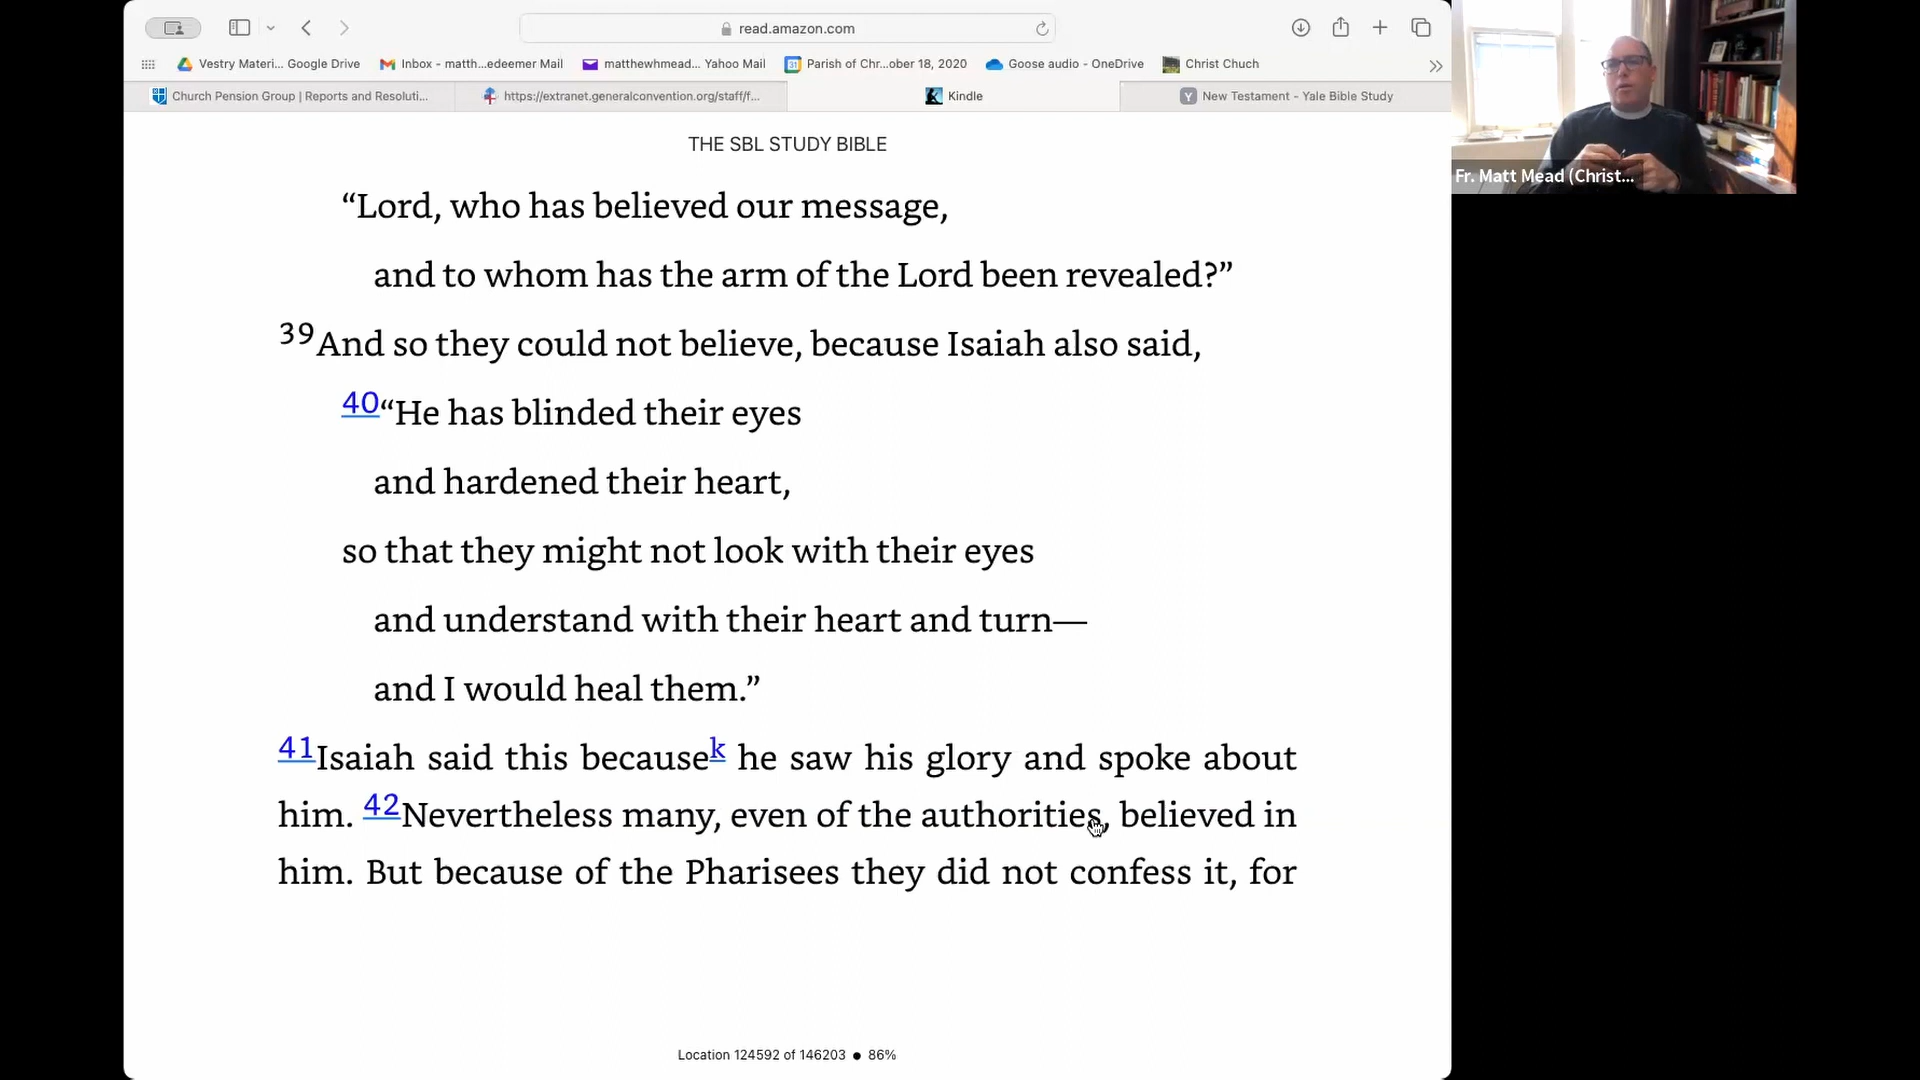 read.amazon.com
Vestry Materi... Google Drive
Inbox - matth...edeemer Mail
matthewhmead... Yahoo Mail
31
Parish of Chr...ober 18, 2020
Goose audio - OneDrive
Christ Chuch
Church Pension Group | Reports and Resoluti...
https://extranet.generalconvention.org/staff/f...
Kindle
Y
New Testament - Yale Bible Study
Fr. Matt Mead (Christ...
THE SBL STUDY BIBLE
“Lord, who has believed our message,
and to whom has the arm of the Lord been revealed?”
39And so they could not believe, because Isaiah also said,
40“He has blinded their eyes
and hardened their heart,
so that they might not look with their eyes
and understand with their heart and turn—
and I would heal them.”
41Isaiah said this becausek he saw his glory and spoke about
him. 42Nevertheless many, even of the authorities, believed in
him. But because of the Pharisees they did not confess it, for
Location 124592 of 146203 ● 86%